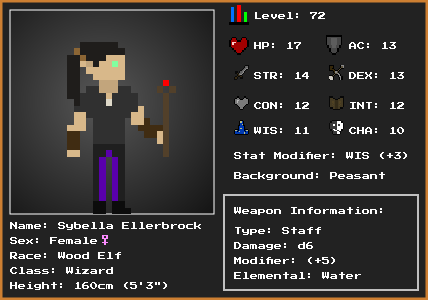 Level: 72
HP: 17
AC: 13
STR: 14
DEX: 13
CON: 12
INT: 12
WIS: 11
CHA: 10
Stat Modifier: WIS (+3)
Background: Peasant
Name: Sybella Ellerbrock
Sex: Female♀
Race: Wood Elf
Class: Wizard
Height: 160cm (5'3")
Weapon Information:
Type: Staff
Damage: d6
Modifier: (+5)
Elemental: Water